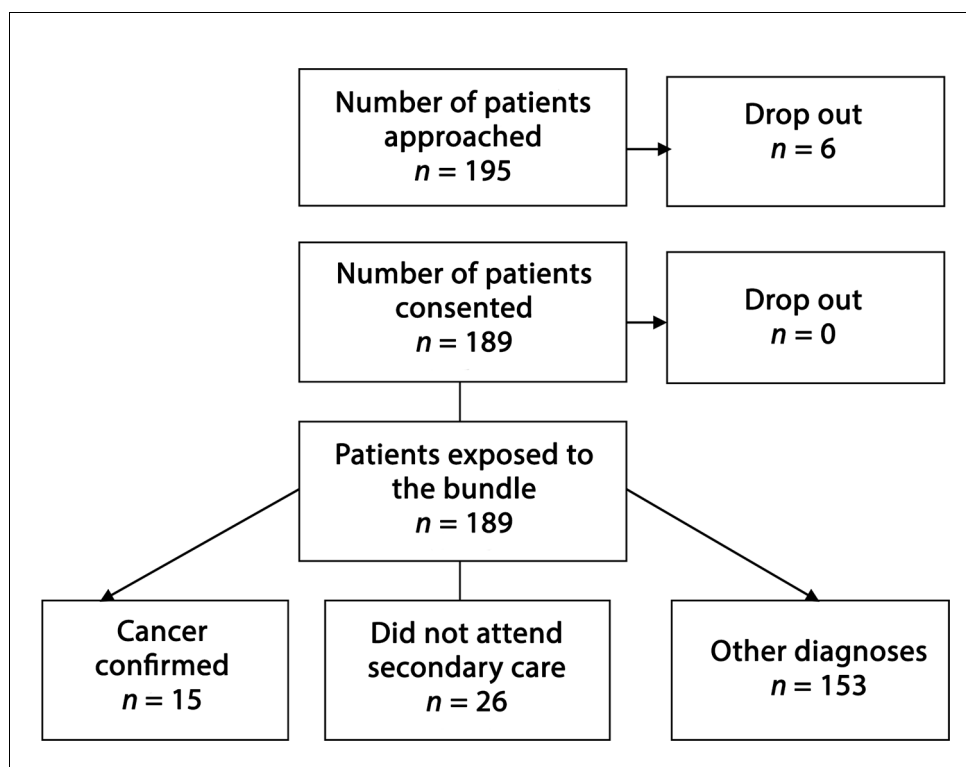 Number of patients
approached
n = 195
Drop out
n = 6
Number of patients
consented
n = 189
Drop out
n = 0
Patients exposed to
the bundle
n = 189
Cancer
confirmed
n = 15
Did not attend
secondary care
n = 26
Other diagnoses
n = 153